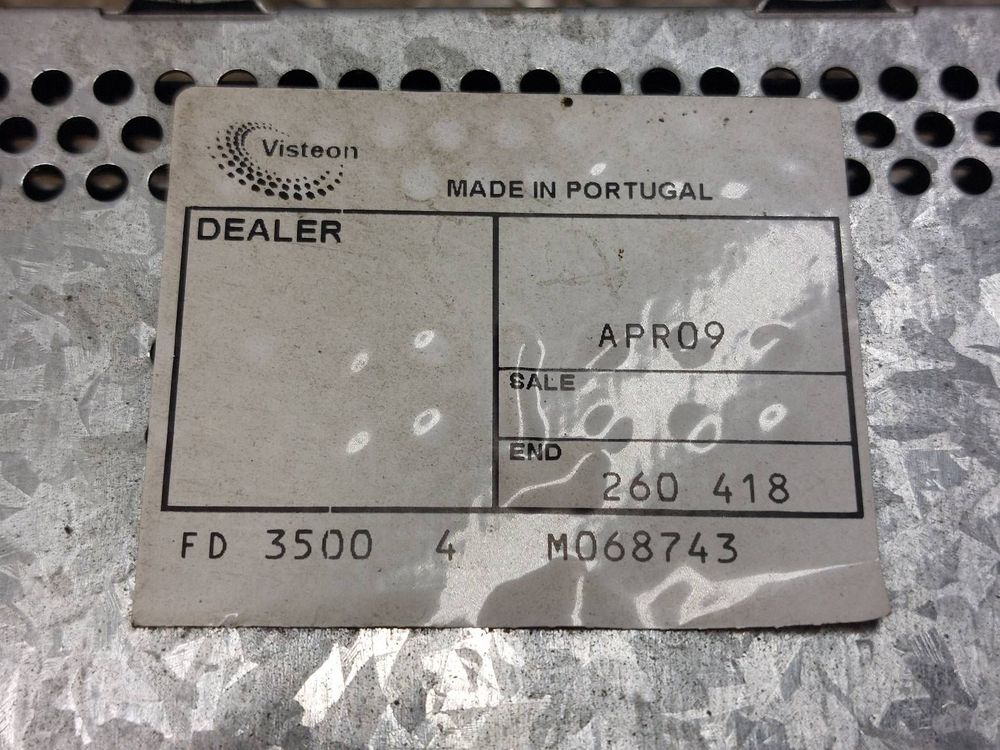 Visteon
MADE IN PORTUGAL
DEALER
APR09
SALE
END
260 418
FD 3500 4 M068743